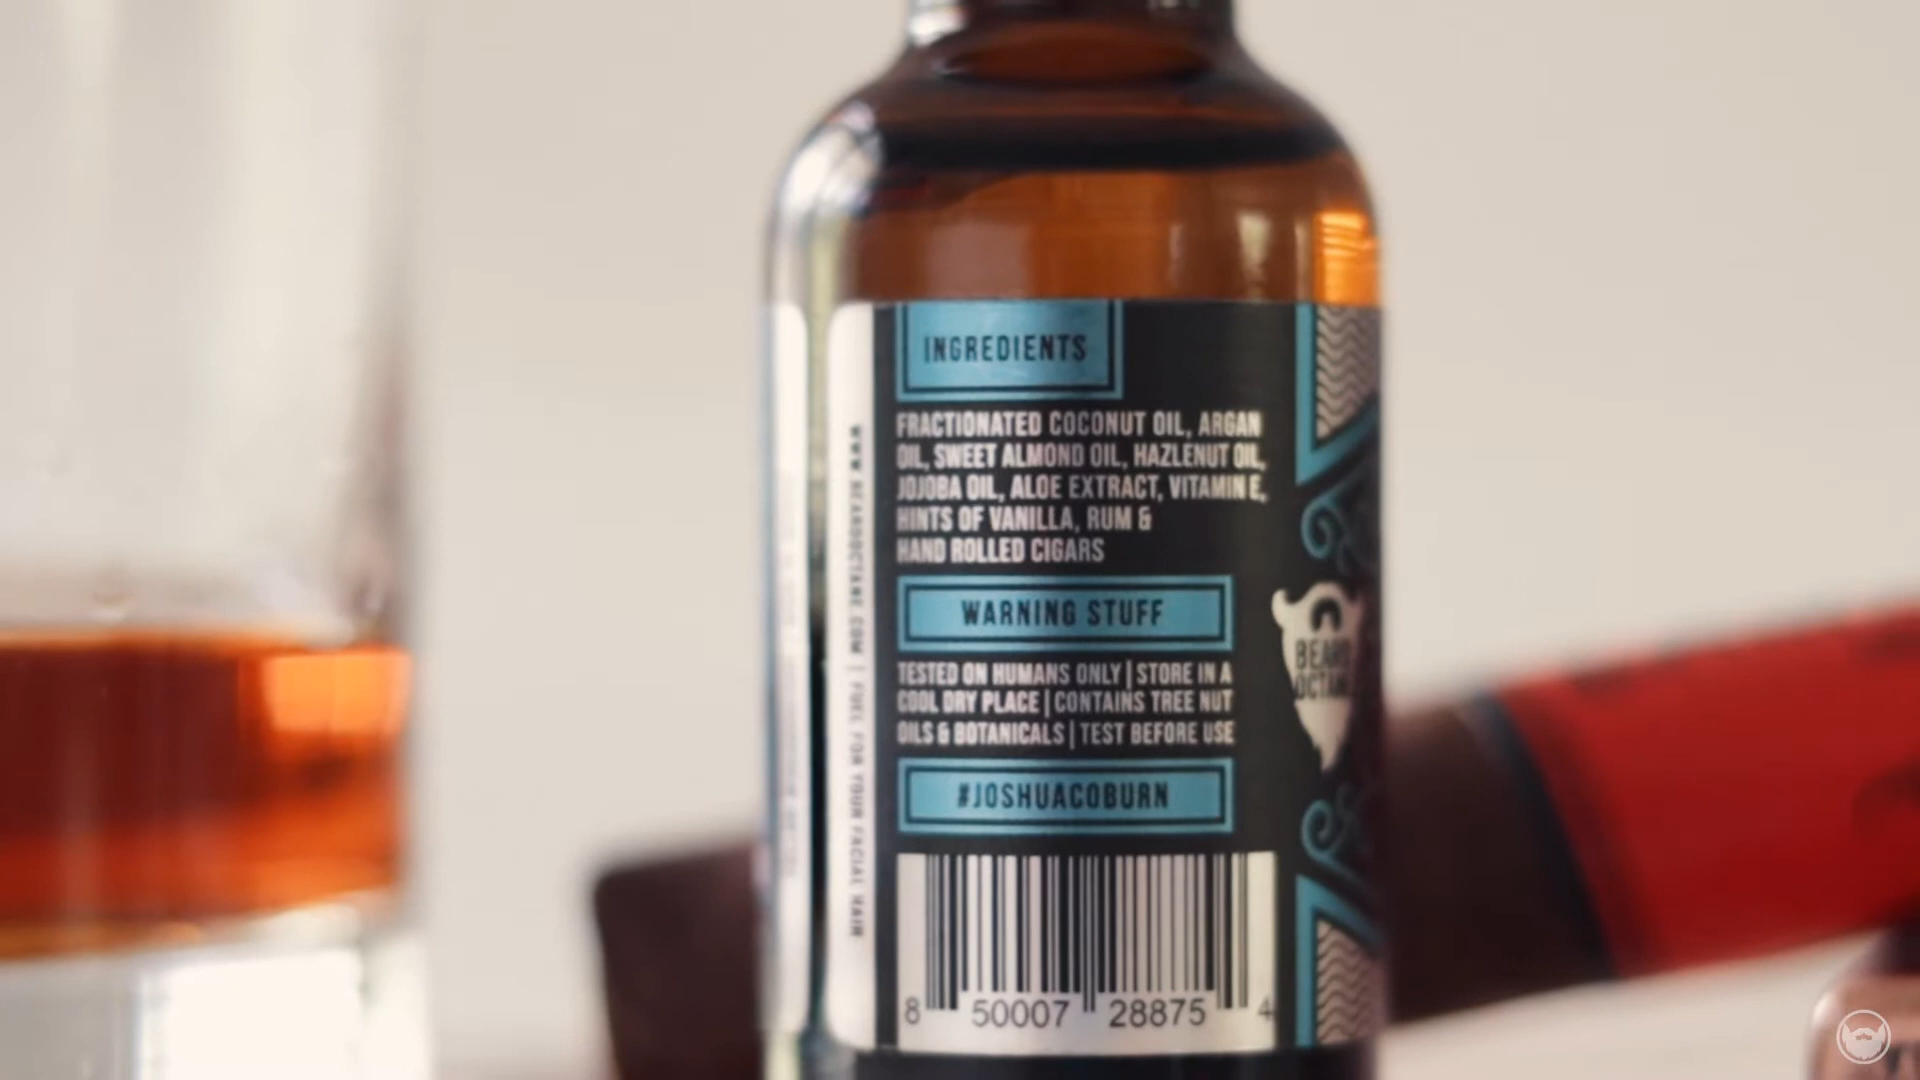 INGREDIENTS
FRACTIONATED COCONUT OIL, ARGAN
OIL, SWEET ALMOND OIL, HAZLENUT OIL,
JOJOBA OIL, ALOE EXTRACT, VITAMIN E,
HINTS OF VANILLA, RUM &
HAND ROLLED CIGARS
WARNING STUFF
TESTED ON HUMANS ONLY | STORE IN A
COOL DRY PLACE | CONTAINS TREE NUT
OILS & BOTANICALS | TEST BEFORE USE
#JOSHUACOBURN
8 50007 28875 4
WWW.BEARDOCTANE.COM | FUEL FOR YOUR FACIAL HAIR
BEARD
OCTANE